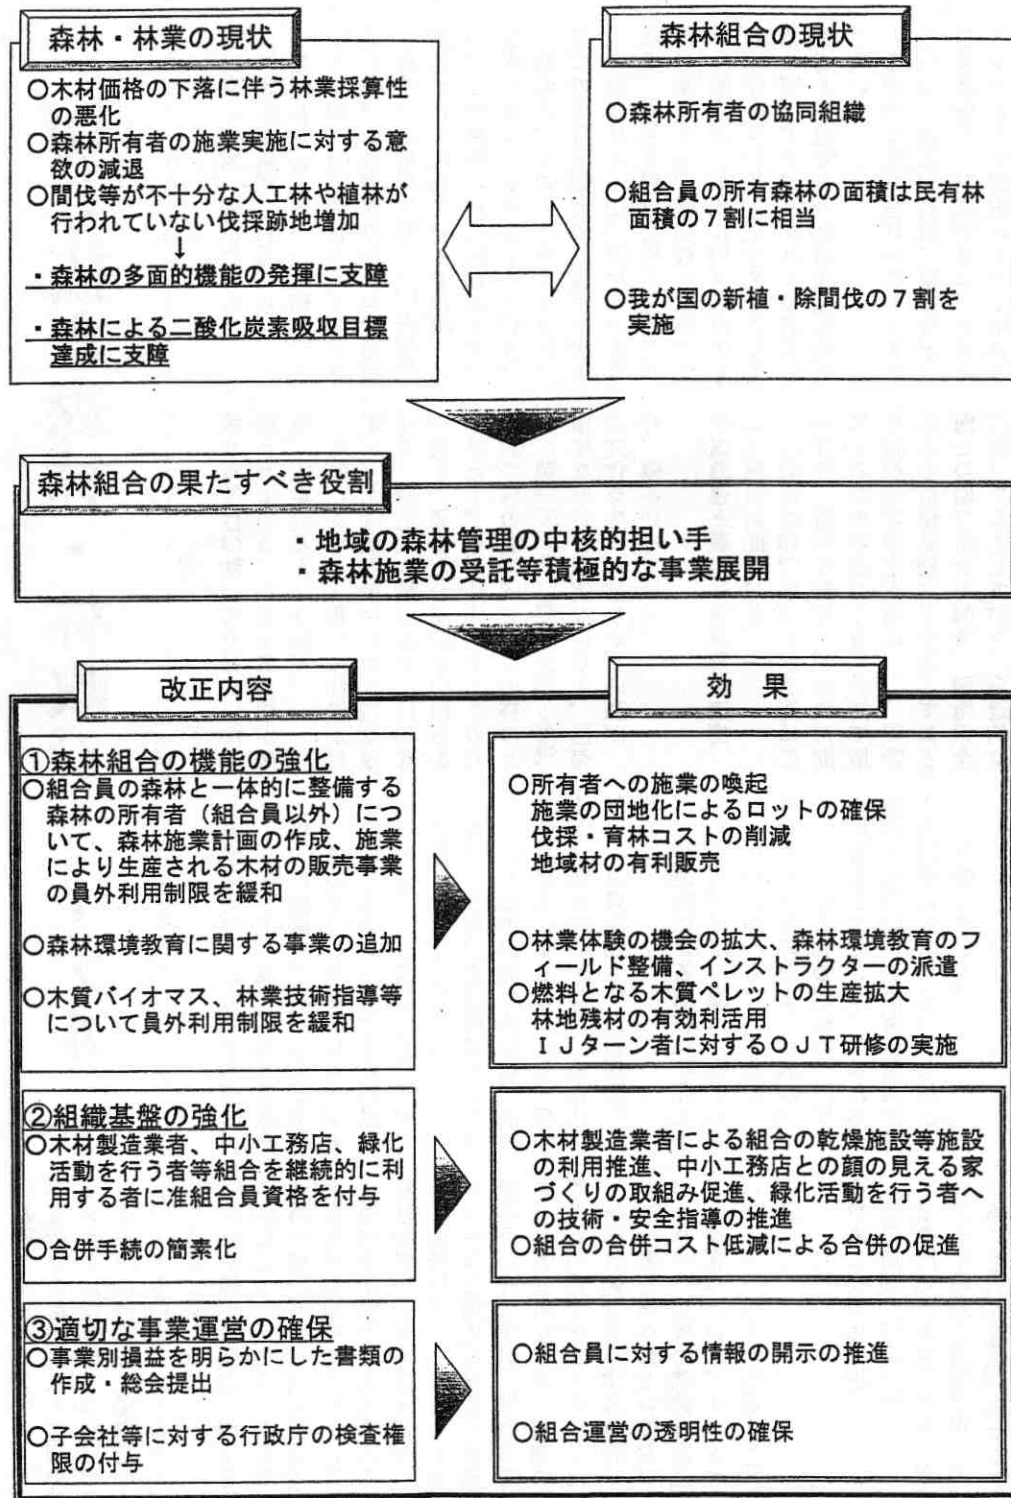 森林・林業の現状
○木材価格の下落に伴う林業採算性
の悪化
○森林所有者の施業実施に対する意
欲の減退
○間伐等が不十分な人工林や植林が
行われていない伐採跡地増加
↓
・森林の多面的機能の発揮に支障
・森林による二酸化炭素吸収目標
達成に支障
森林組合の現状
○森林所有者の協同組織
○組合員の所有森林の面積は民有林
面積の７割に相当
○我が国の新植・除間伐の７割を
実施
森林組合の果たすべき役割
・地域の森林管理の中核的担い手
・森林施業の受託等積極的な事業展開
改正内容
効　果
①森林組合の機能の強化
○組合員の森林と一体的に整備する
森林の所有者（組合員以外）につ
いて、森林施業計画の作成、施業
により生産される木材の販売事業
の員外利用制限を緩和
○森林環境教育に関する事業の追加
○木質バイオマス、林業技術指導等
について員外利用制限を緩和
○所有者への施業の喚起
施業の団地化によるロットの確保
伐採・育林コストの削減
地域材の有利販売
○林業体験の機会の拡大、森林環境教育のフ
ィールド整備、インストラクターの派遣
○燃料となる木質ペレットの生産拡大
林地残材の有効利活用
ＩＪターン者に対するＯＪＴ研修の実施
②組織基盤の強化
○木材製造業者、中小工務店、緑化
活動を行う者等組合を継続的に利
用する者に准組合員資格を付与
○合併手続の簡素化
○木材製造業者による組合の乾燥施設等施設
の利用推進、中小工務店との顔の見える家
づくりの取組み促進、緑化活動を行う者へ
の技術・安全指導の推進
○組合の合併コスト低減による合併の促進
③適切な事業運営の確保
○事業別損益を明らかにした書類の
作成・総会提出
○子会社等に対する行政庁の検査権
限の付与
○組合員に対する情報の開示の推進
○組合運営の透明性の確保